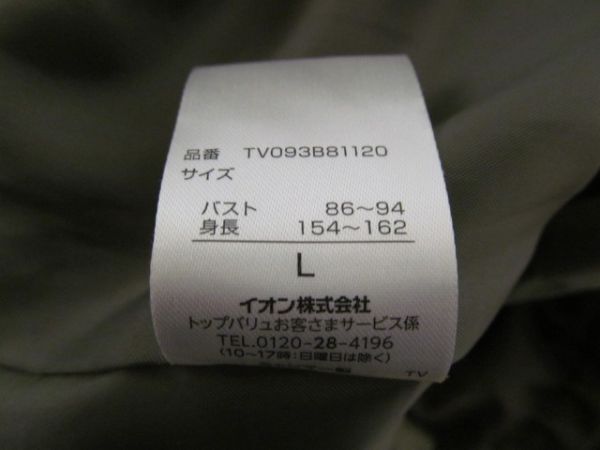 品番 TV093B81120
サイズ
バスト 86～94
身長 154～162
L
イオン株式会社
トップバリュお客さまサービス係
TEL.0120-28-4196
(10～17時:日曜日は除く)
TV